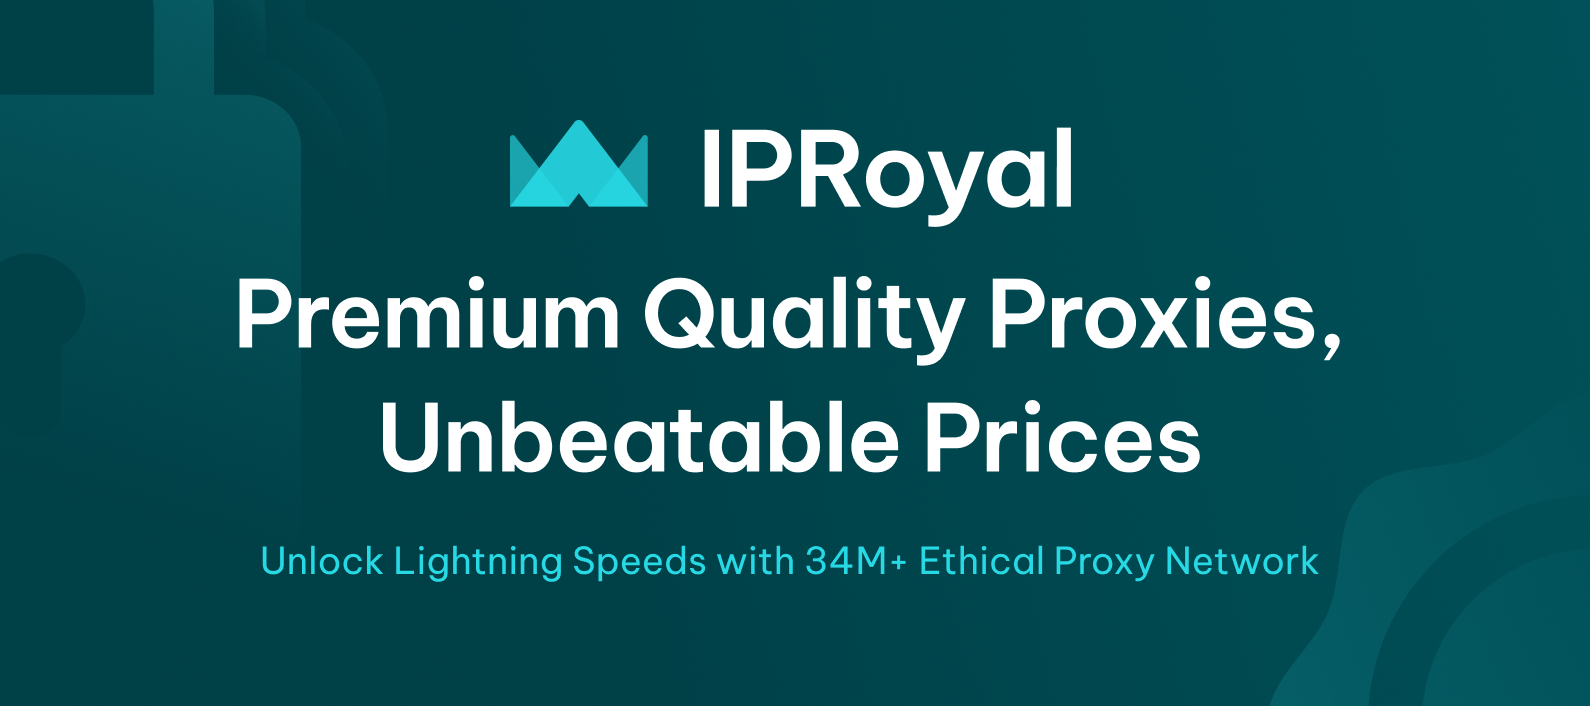 IPRoyal
Premium Quality Proxies,
Unbeatable Prices
Unlock Lightning Speeds with 34M+ Ethical Proxy Network